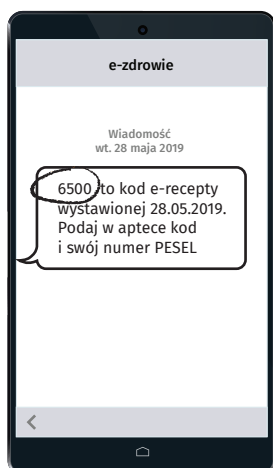 e-zdrowie
Wiadomość
wt. 28 maja 2019
6500 to kod e-recepty
wystawionej 28.05.2019.
Podaj w aptece kod
i swój numer PESEL